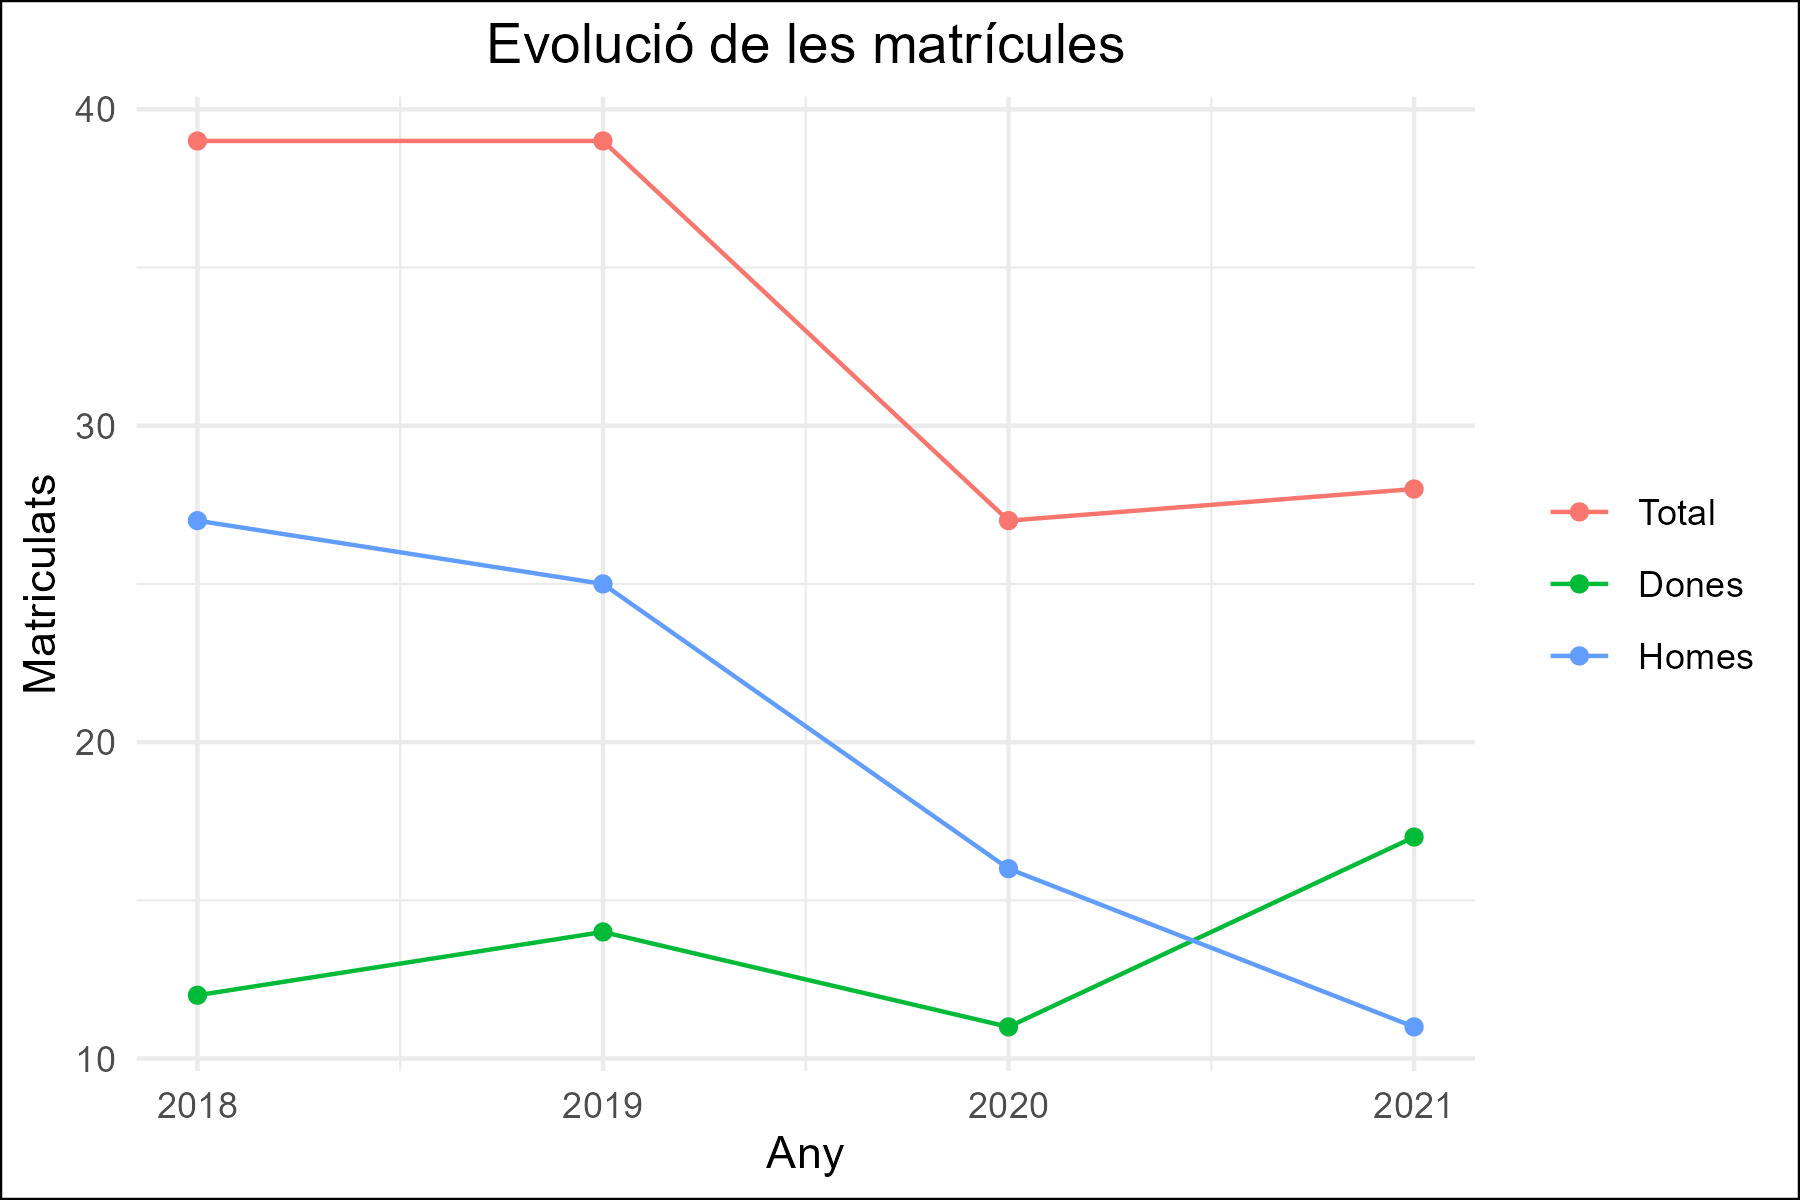 Evolució de les matrícules
40
30
20
10
Matriculats
2018 2019 2020 2021
Any
Total
Dones
Homes